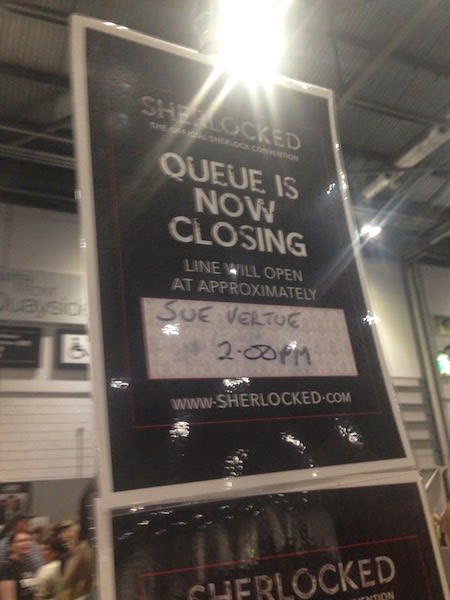 SHERLOCKED
THE OFFICIAL SHERLOCK CONVENTION
QUEUE IS
NOW
CLOSING
LINE WILL OPEN
AT APPROXIMATELY
SUE VERTUE
2-00PM
WWW.SHERLOCKED.COM
SHERLOCKED
CONVENTION